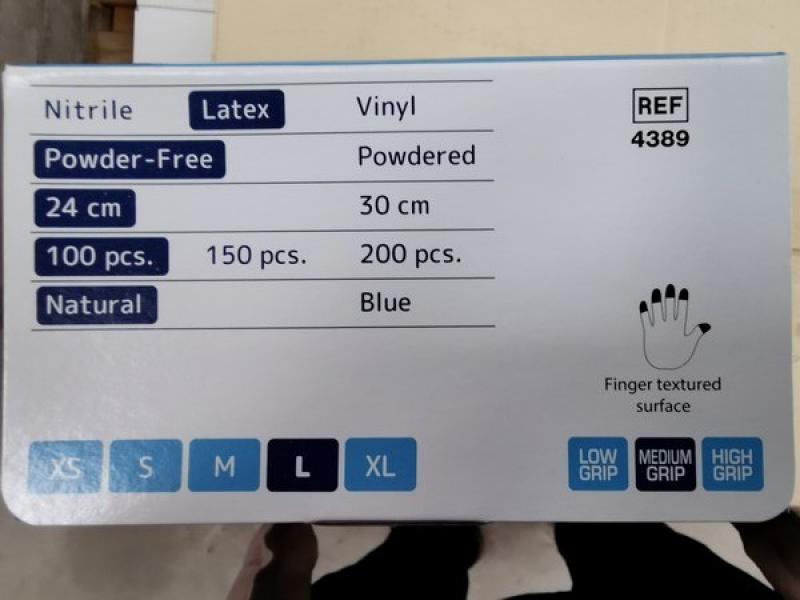 Nitrile Latex Vinyl
Powder-Free Powdered
24 cm 30 cm
100 pcs. 150 pcs. 200 pcs.
Natural Blue
REF
4389
Finger textured
surface
XS S M L XL
LOW GRIP MEDIUM GRIP HIGH GRIP